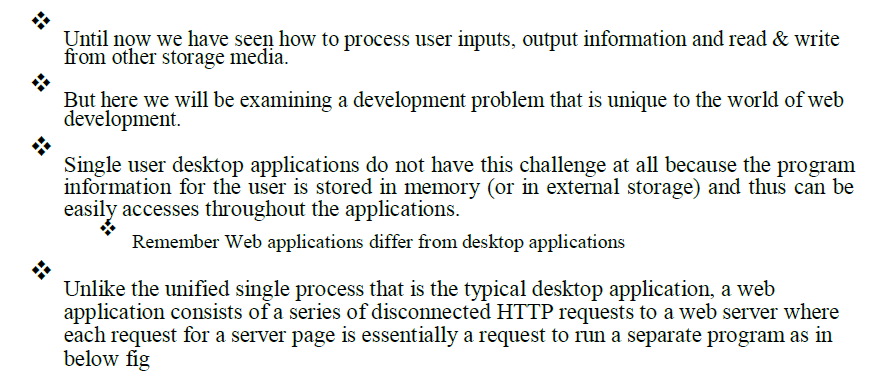 Until now we have seen how to process user inputs, output information and read & write
from other storage media.
But here we will be examining a development problem that is unique to the world of web
development.
Single user desktop applications do not have this challenge at all because the program
information for the user is stored in memory (or in external storage) and thus can be
easily accesses throughout the applications.
Remember Web applications differ from desktop applications
Unlike the unified single process that is the typical desktop application, a web
application consists of a series of disconnected HTTP requests to a web server where
each request for a server page is essentially a request to run a separate program as in
below fig